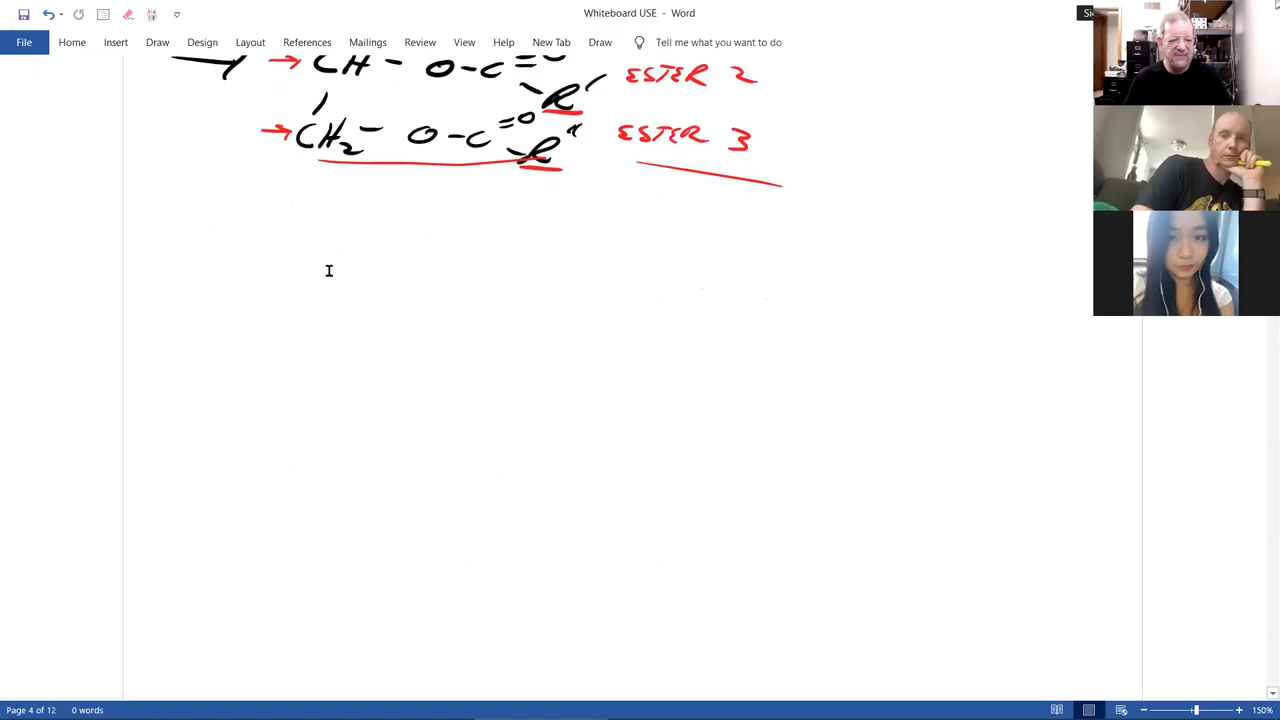 Whiteboard USE - Word
File Home Insert Draw Design Layout References Mailings Review View Help New Tab Draw Tell me what you want to do
CH - O - C = O - R' ESTER 2
CH2 - O - C = O - R" ESTER 3
Page 4 of 12 0 words 150%